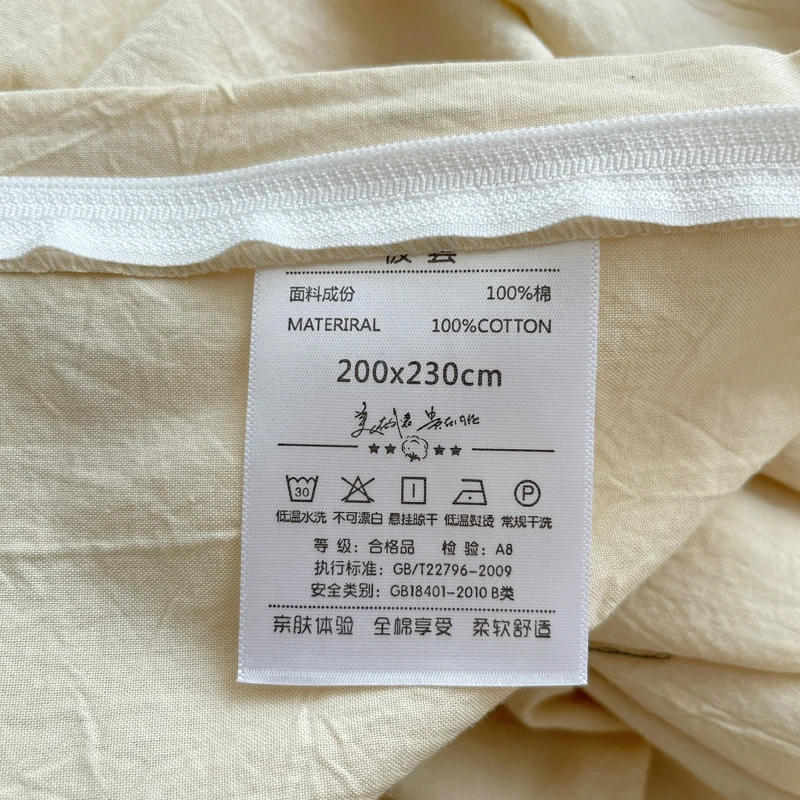 面料成份 100%棉
MATERIRAL 100%COTTON
200x230cm
30
P
低温水洗 不可漂白 悬挂晾干 低温熨烫 常规干洗
等 级：合格品 检 验：A8
执行标准：GB/T22796-2009
安全类别：GB18401-2010 B类
亲肤体验 全棉享受 柔软舒适